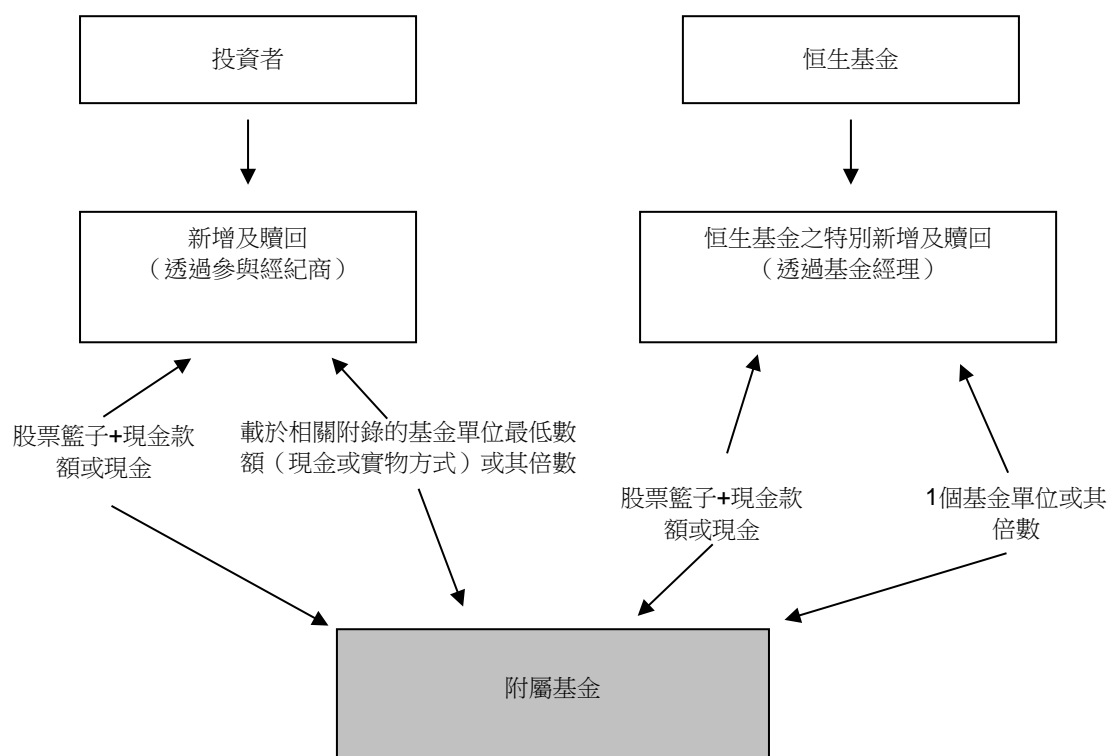 投資者
恒生基金
新增及贖回
（透過參與經紀商）
恒生基金之特別新增及贖回
（透過基金經理）
股票籃子+現金款
額或現金
載於相關附錄的基金單位最低數
額（現金或實物方式）或其倍數
股票籃子+現金款
額或現金
1個基金單位或其
倍數
附屬基金